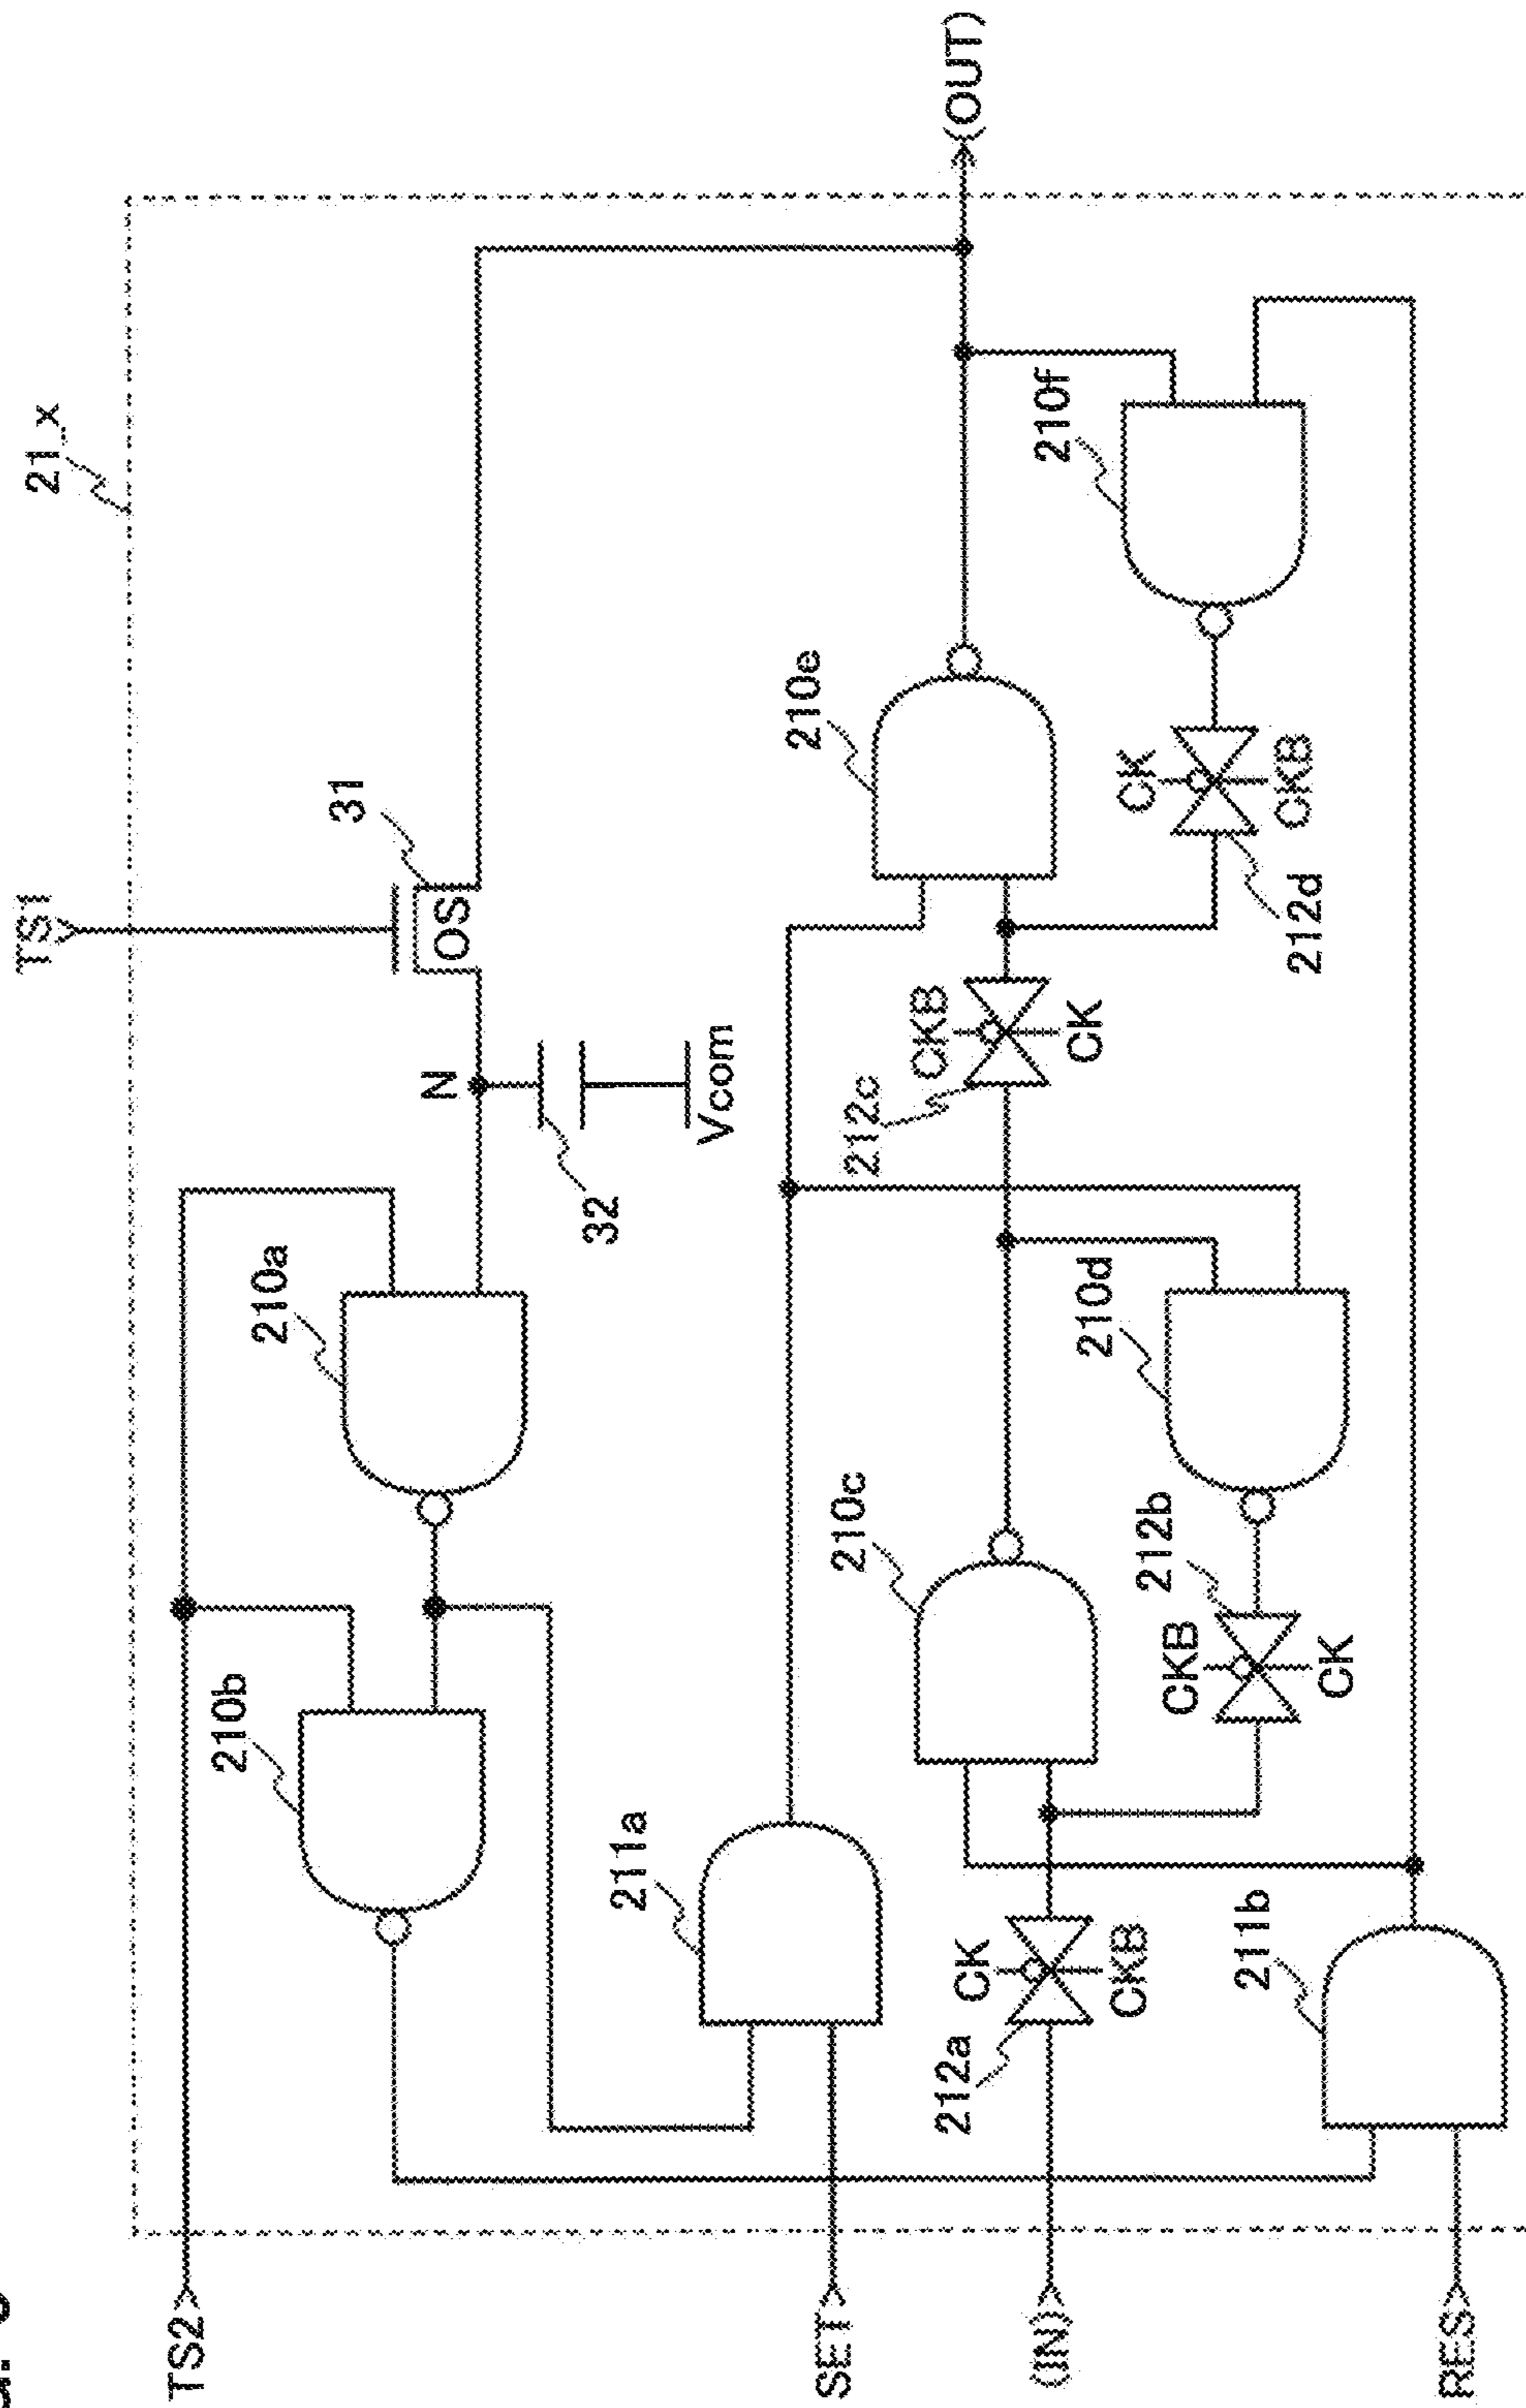 21_x
TS1
TS2
210b
210a
N
31
OS
32
Vcom
211a
SET
210c
212c
CKB
CK
210e
(OUT)
(IN)
212a
CK
CKB
212b
CKB
CK
210d
212d
CK
CKB
210f
211b
RES